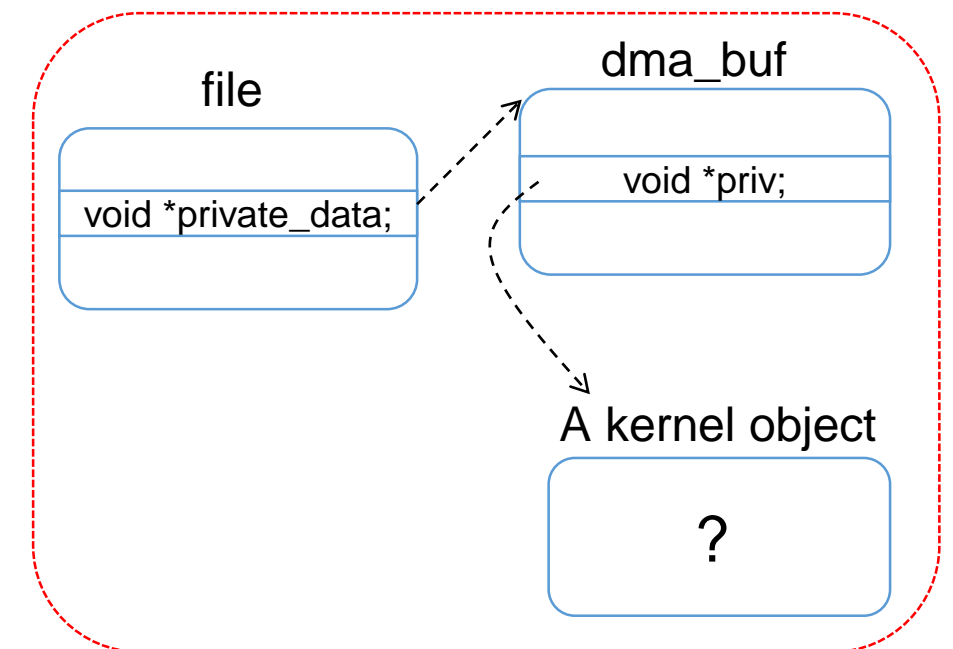 file
void *private_data;
dma_buf
void *priv;
A kernel object
?